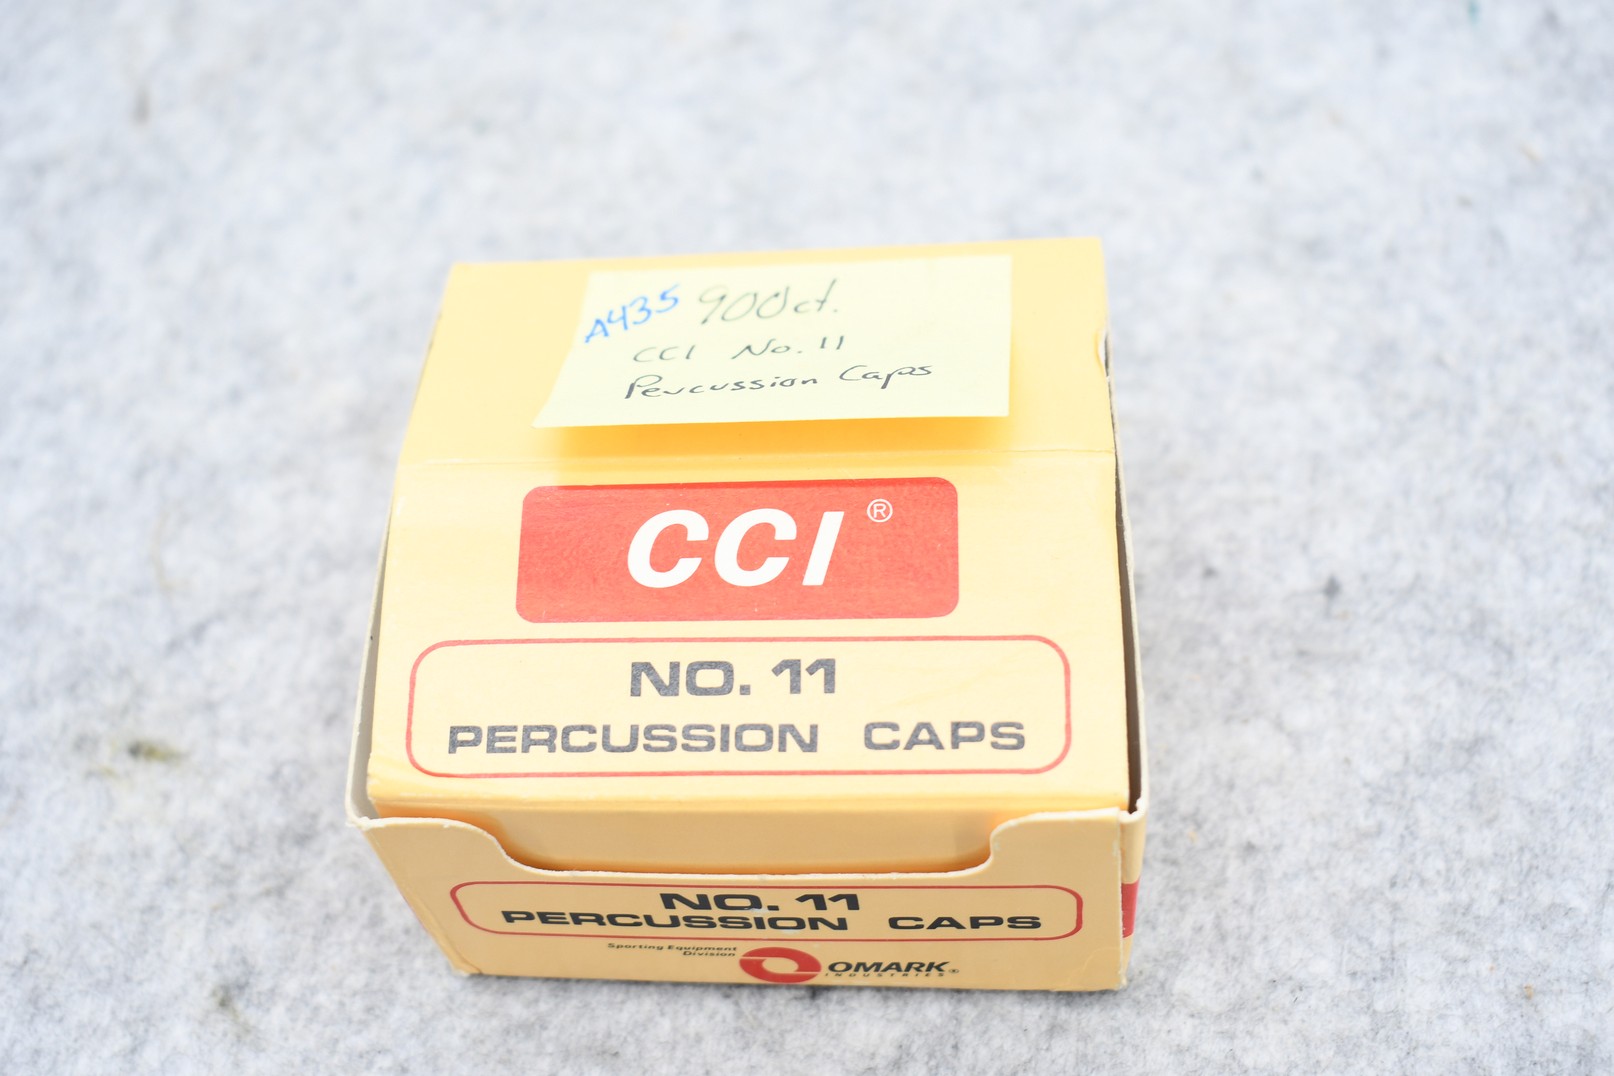 A435 900ct.
CCI No. 11
Percussion Caps
CCI®
NO. 11
PERCUSSION CAPS
NO. 11
PERCUSSION CAPS
Sporting Equipment
Division
OMARK®
INDUSTRIES